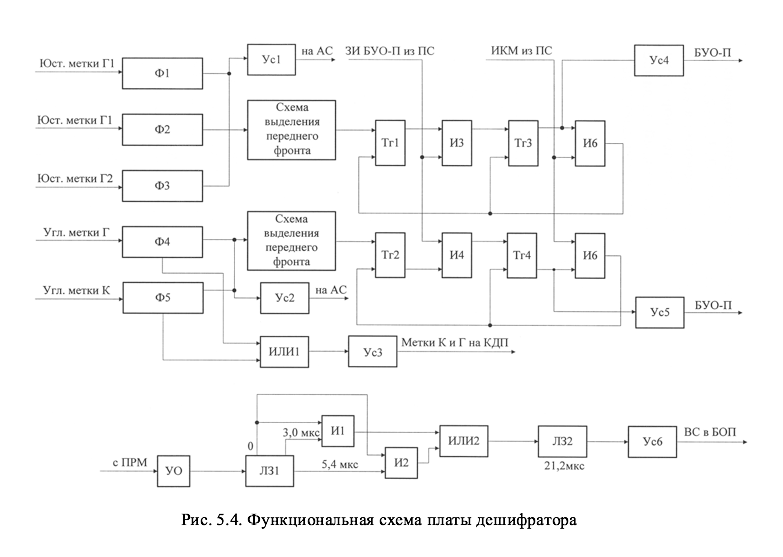 на АС
ЗИ БУО-П из ПС
ИКМ из ПС
БУО-П
Юст. метки Г1
Ф1
Ус1
Ус4
Юст. метки Г1
Ф2
Схема
выделения
переднего
фронта
Тг1
И3
Тг3
И6
Юст. метки Г2
Ф3
Угл. метки Г
Ф4
Схема
выделения
переднего
фронта
Тг2
И4
Тг4
И6
Угл. метки К
Ф5
Ус2
на АС
Ус5
БУО-П
ИЛИ1
Ус3
Метки К и Г на КДП
с ПРМ
УО
ЛЗ1
0
3,0 мкс
И1
5,4 мкс
И2
ИЛИ2
ЛЗ2
21,2мкс
Ус6
ВС в БОП
Рис. 5.4. Функциональная схема платы дешифратора